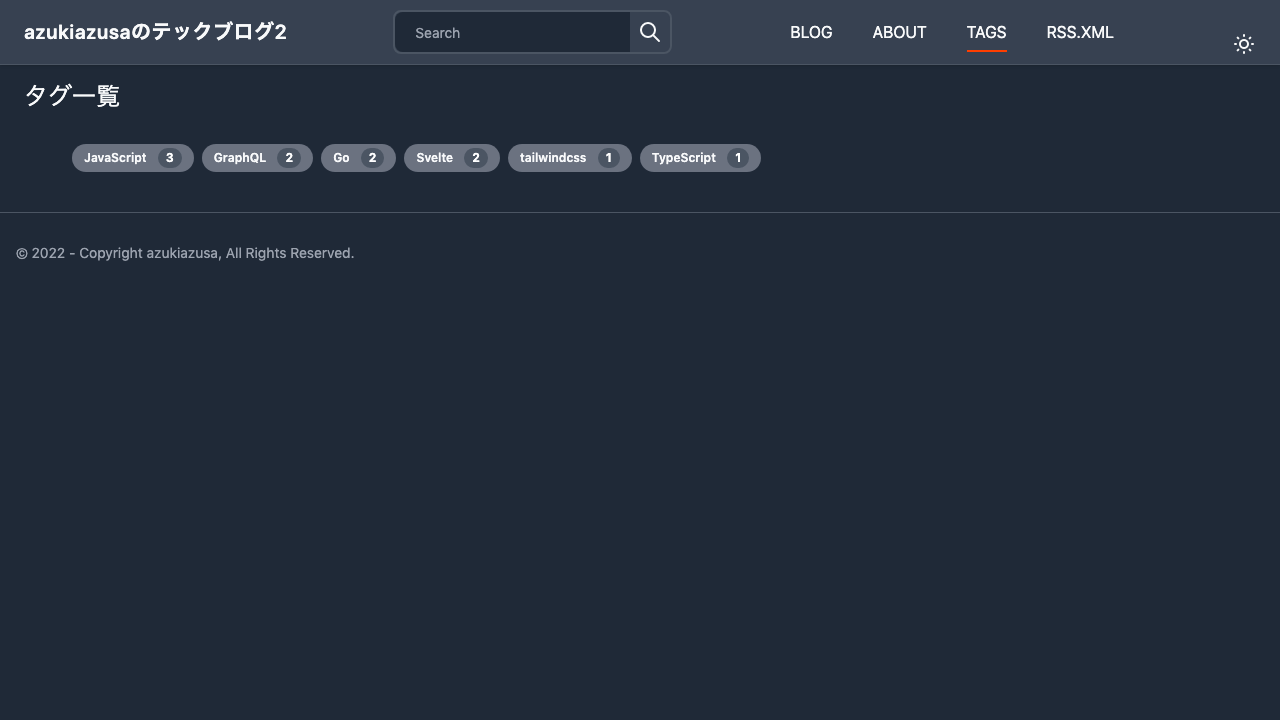 azukiazusaのテックブログ2 Search BLOG ABOUT TAGS RSS.XML
タグ一覧
JavaScript 3 GraphQL 2 Go 2 Svelte 2 tailwindcss 1 TypeScript 1
© 2022 - Copyright azukiazusa, All Rights Reserved.